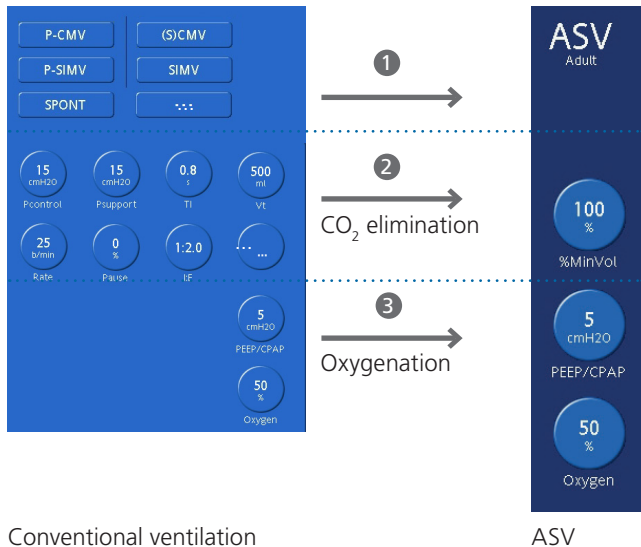 P-CMV (S)CMV
P-SIMV SIMV
SPONT
ASV
Adult
1
15 cmH2O Pcontrol
15 cmH2O Psupport
0.8 s TI
500 ml Vt
25 b/min Rate
0 % Pause
1:2.0 I:E
... ...
2
CO₂ elimination
100
%
%MinVol
5
cmH2O
PEEP/CPAP
50
%
Oxygen
3
Oxygenation
5
cmH2O
PEEP/CPAP
50
%
Oxygen
Conventional ventilation
ASV